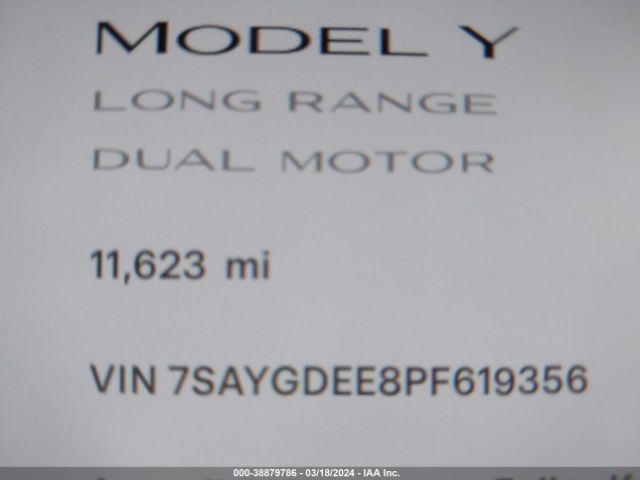 MODEL Y
LONG RANGE
DUAL MOTOR
11,623 mi
VIN 7SAYGDEE8PF619356
000-38879786 - 03/18/2024 - IAA Inc.